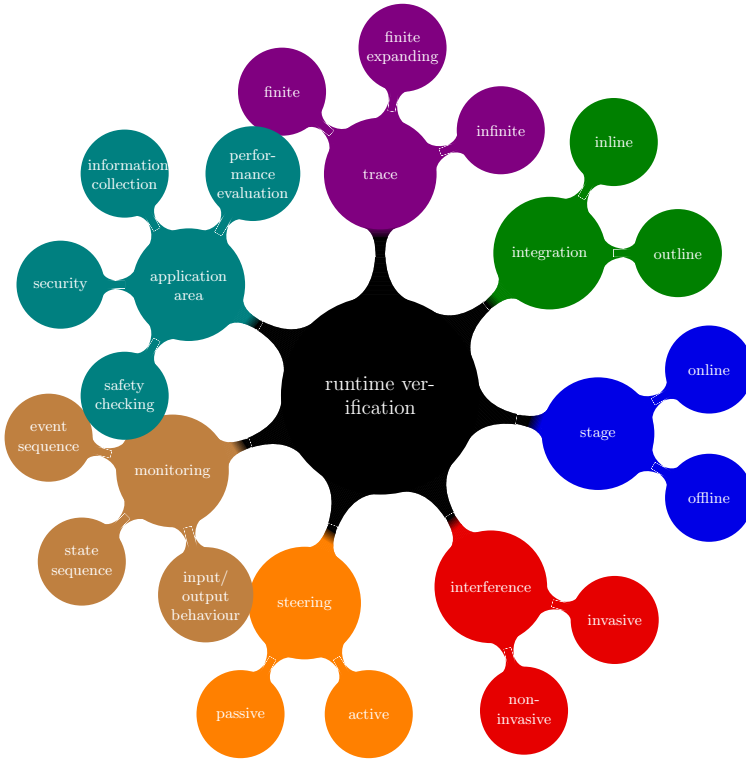 finite
expanding
finite
infinite
trace
inline
integration
outline
perfor-
mance
evaluation
information
collection
security
application
area
safety
checking
runtime ver-
ification
online
stage
offline
event
sequence
monitoring
state
sequence
input/
output
behaviour
steering
passive
active
interference
invasive
non-
invasive